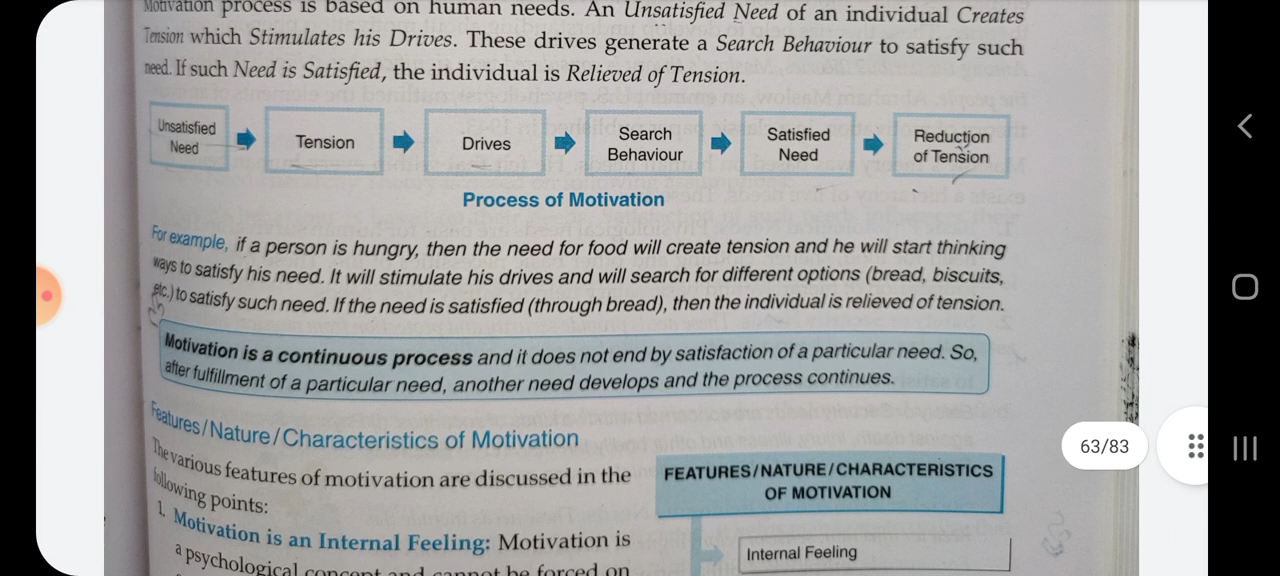 Motivation process is based on human needs. An Unsatisfied Need of an individual Creates
Tension which Stimulates his Drives. These drives generate a Search Behaviour to satisfy such
need. If such Need is Satisfied, the individual is Relieved of Tension.
Unsatisfied
Need
Tension
Drives
Search
Behaviour
Satisfied
Need
Reduction
of Tension
Process of Motivation
For example, if a person is hungry, then the need for food will create tension and he will start thinking
ways to satisfy his need. It will stimulate his drives and will search for different options (bread, biscuits,
etc.) to satisfy such need. If the need is satisfied (through bread), then the individual is relieved of tension.
Motivation is a continuous process and it does not end by satisfaction of a particular need. So,
after fulfillment of a particular need, another need develops and the process continues.
Features/Nature/Characteristics of Motivation
The various features of motivation are discussed in the
following points:
1. Motivation is an Internal Feeling: Motivation is
a psychological concept and cannot be forced on
FEATURES/NATURE/CHARACTERISTICS
OF MOTIVATION
Internal Feeling
63/83